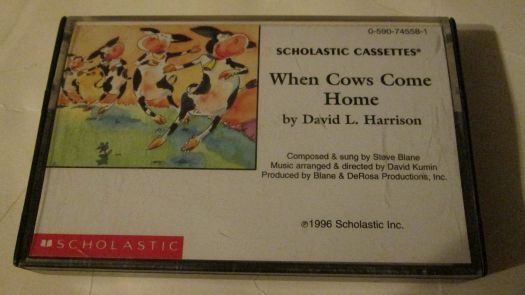 0-590-74558-1
SCHOLASTIC CASSETTES®
When Cows Come
Home
by David L. Harrison
Composed & sung by Steve Blane
Music arranged & directed by David Kumin
Produced by Blane & DeRosa Productions, Inc.
℗1996 Scholastic Inc.
SCHOLASTIC